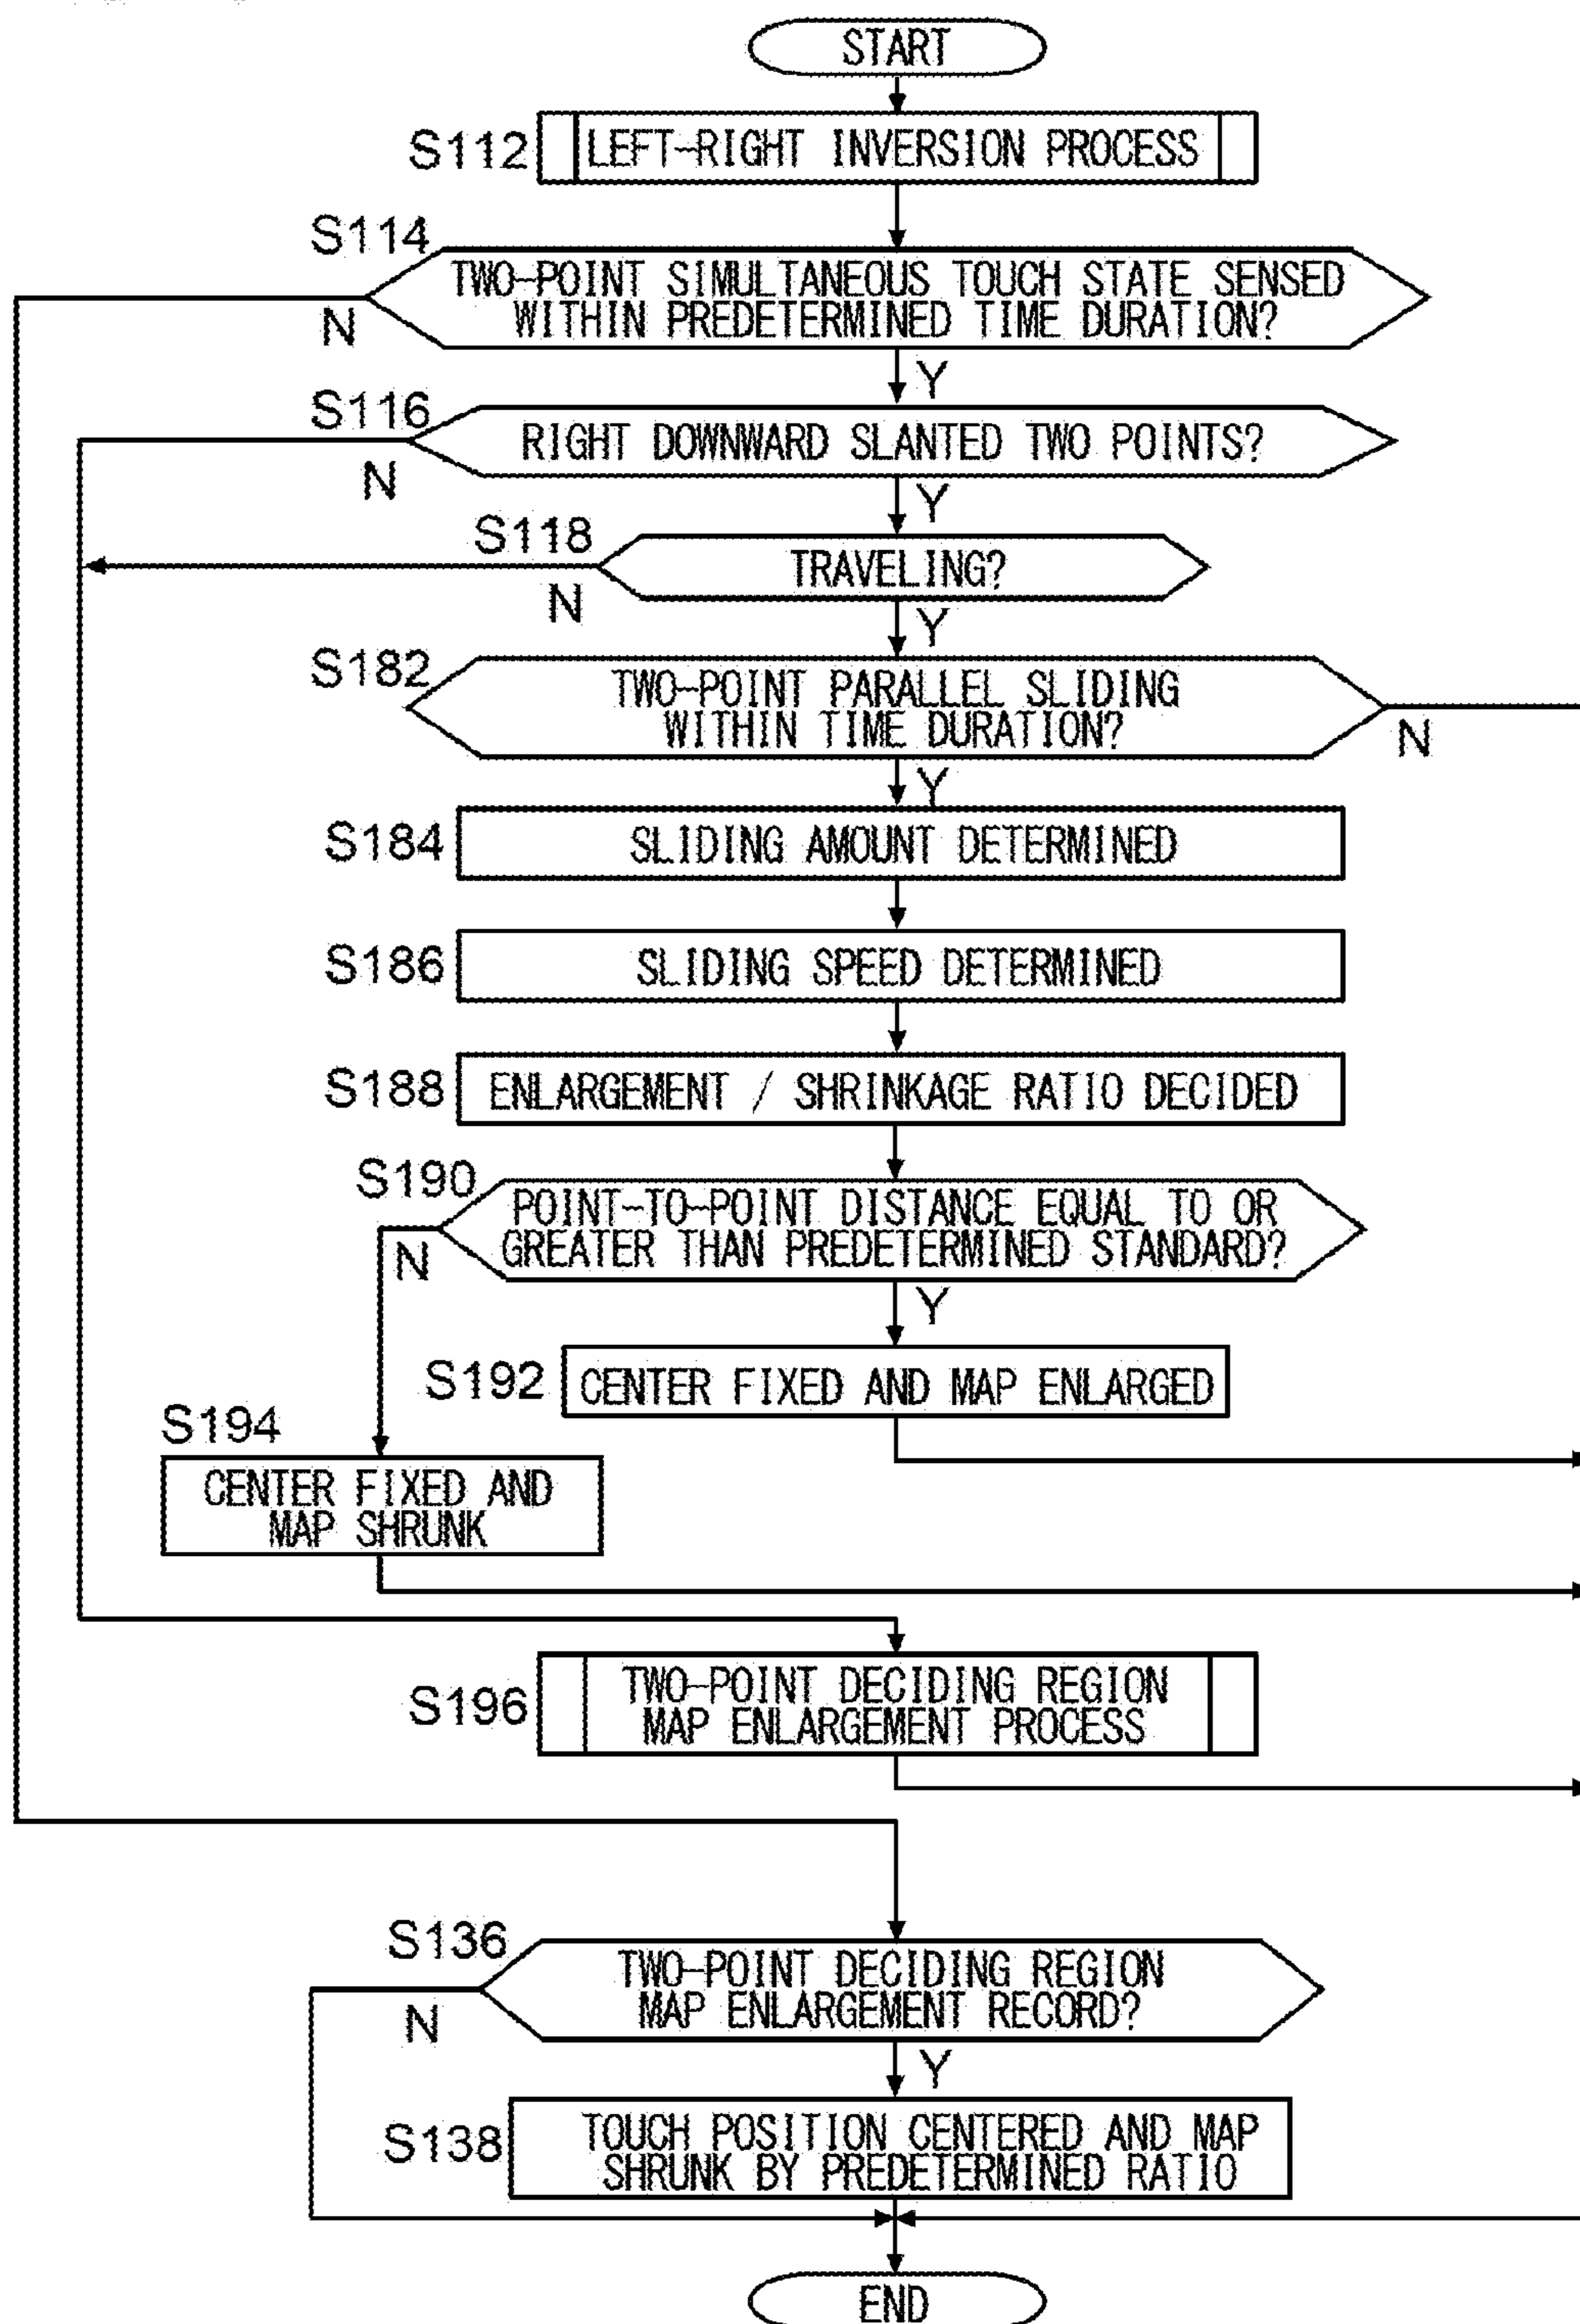 START
S112
LEFT-RIGHT INVERSION PROCESS
S114
TWO-POINT SIMULTANEOUS TOUCH STATE SENSED
WITHIN PREDETERMINED TIME DURATION?
N
Y
S116
RIGHT DOWNWARD SLANTED TWO POINTS?
N
Y
S118
TRAVELING?
N
Y
S182
TWO-POINT PARALLEL SLIDING
WITHIN TIME DURATION?
N
Y
S184
SLIDING AMOUNT DETERMINED
S186
SLIDING SPEED DETERMINED
S188
ENLARGEMENT / SHRINKAGE RATIO DECIDED
S190
POINT-TO-POINT DISTANCE EQUAL TO OR
GREATER THAN PREDETERMINED STANDARD?
N
Y
S192
CENTER FIXED AND MAP ENLARGED
S194
CENTER FIXED AND
MAP SHRUNK
S196
TWO-POINT DECIDING REGION
MAP ENLARGEMENT PROCESS
S136
TWO-POINT DECIDING REGION
MAP ENLARGEMENT RECORD?
N
Y
S138
TOUCH POSITION CENTERED AND MAP
SHRUNK BY PREDETERMINED RATIO
END